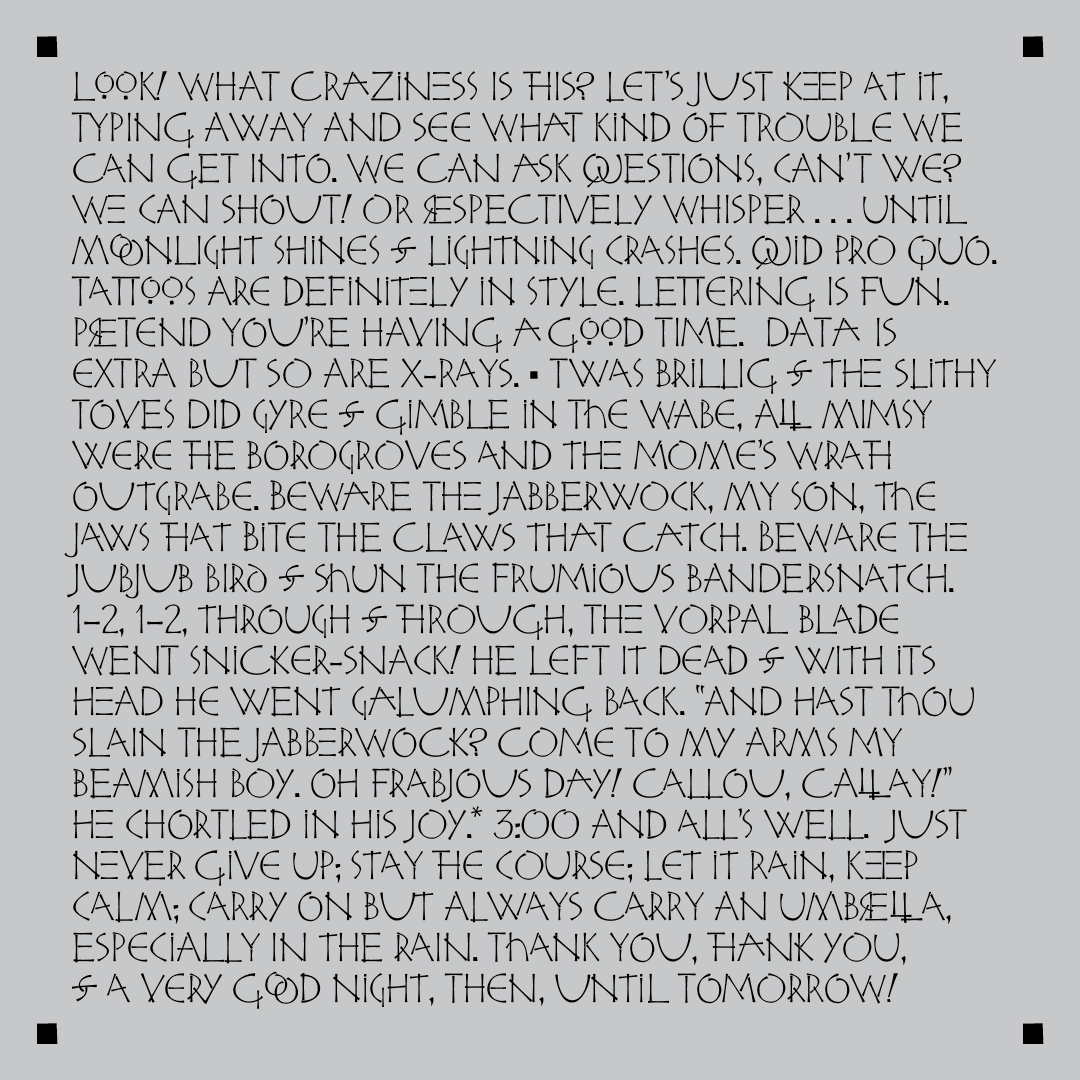 LOOK! WHAT CRAZINESS IS THIS? LET'S JUST KEEP AT IT,
TYPING AWAY AND SEE WHAT KIND OF TROUBLE WE
CAN GET INTO. WE CAN ASK QUESTIONS, CAN'T WE?
WE CAN SHOUT! OR RESPECTIVELY WHISPER . . . UNTIL
MOONLIGHT SHINES & LIGHTNING CRASHES. QUID PRO QUO.
TATTOOS ARE DEFINITELY IN STYLE. LETTERING IS FUN.
PRETEND YOU'RE HAVING A GOOD TIME. DATA IS
EXTRA BUT SO ARE X-RAYS. ▪ TWAS BRILLIG & THE SLITHY
TOVES DID GYRE & GIMBLE IN THE WABE, ALL MIMSY
WERE THE BOROGROVES AND THE MOME'S WRATH
OUTGRABE. BEWARE THE JABBERWOCK, MY SON, THE
JAWS THAT BITE THE CLAWS THAT CATCH. BEWARE THE
JUBJUB BIRD & SHUN THE FRUMIOUS BANDERSNATCH.
1–2, 1–2, THROUGH & THROUGH, THE VORPAL BLADE
WENT SNICKER-SNACK! HE LEFT IT DEAD & WITH ITS
HEAD HE WENT GALUMPHING BACK. "AND HAST THOU
SLAIN THE JABBERWOCK? COME TO MY ARMS MY
BEAMISH BOY. OH FRABJOUS DAY! CALLOU, CALLAY!"
HE CHORTLED IN HIS JOY.* 3:00 AND ALL'S WELL. JUST
NEVER GIVE UP; STAY THE COURSE; LET IT RAIN, KEEP
CALM; CARRY ON BUT ALWAYS CARRY AN UMBRELLA,
ESPECIALLY IN THE RAIN. THANK YOU, THANK YOU,
& A VERY GOOD NIGHT, THEN, UNTIL TOMORROW!